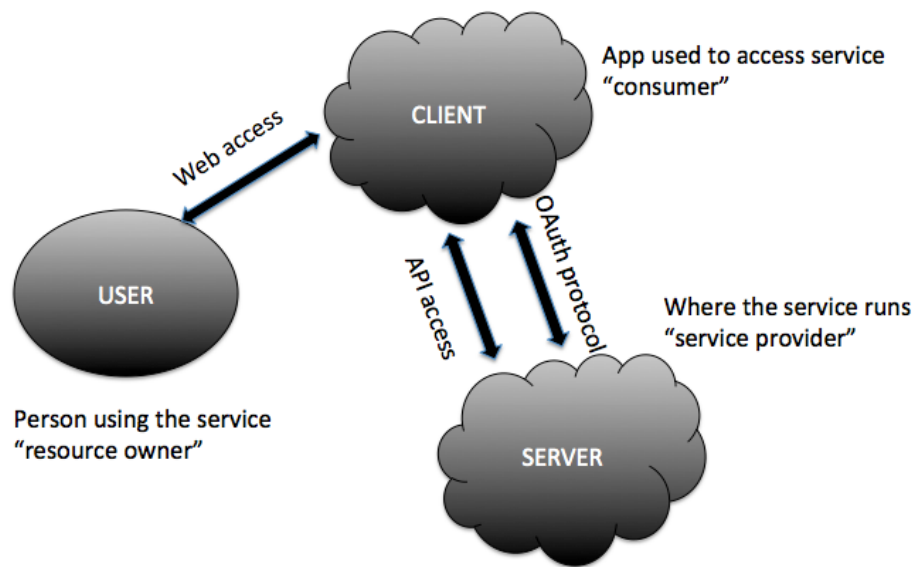 App used to access service
“consumer”
CLIENT
Web access
OAuth protocol
API access
USER
Where the service runs
“service provider”
Person using the service
“resource owner”
SERVER